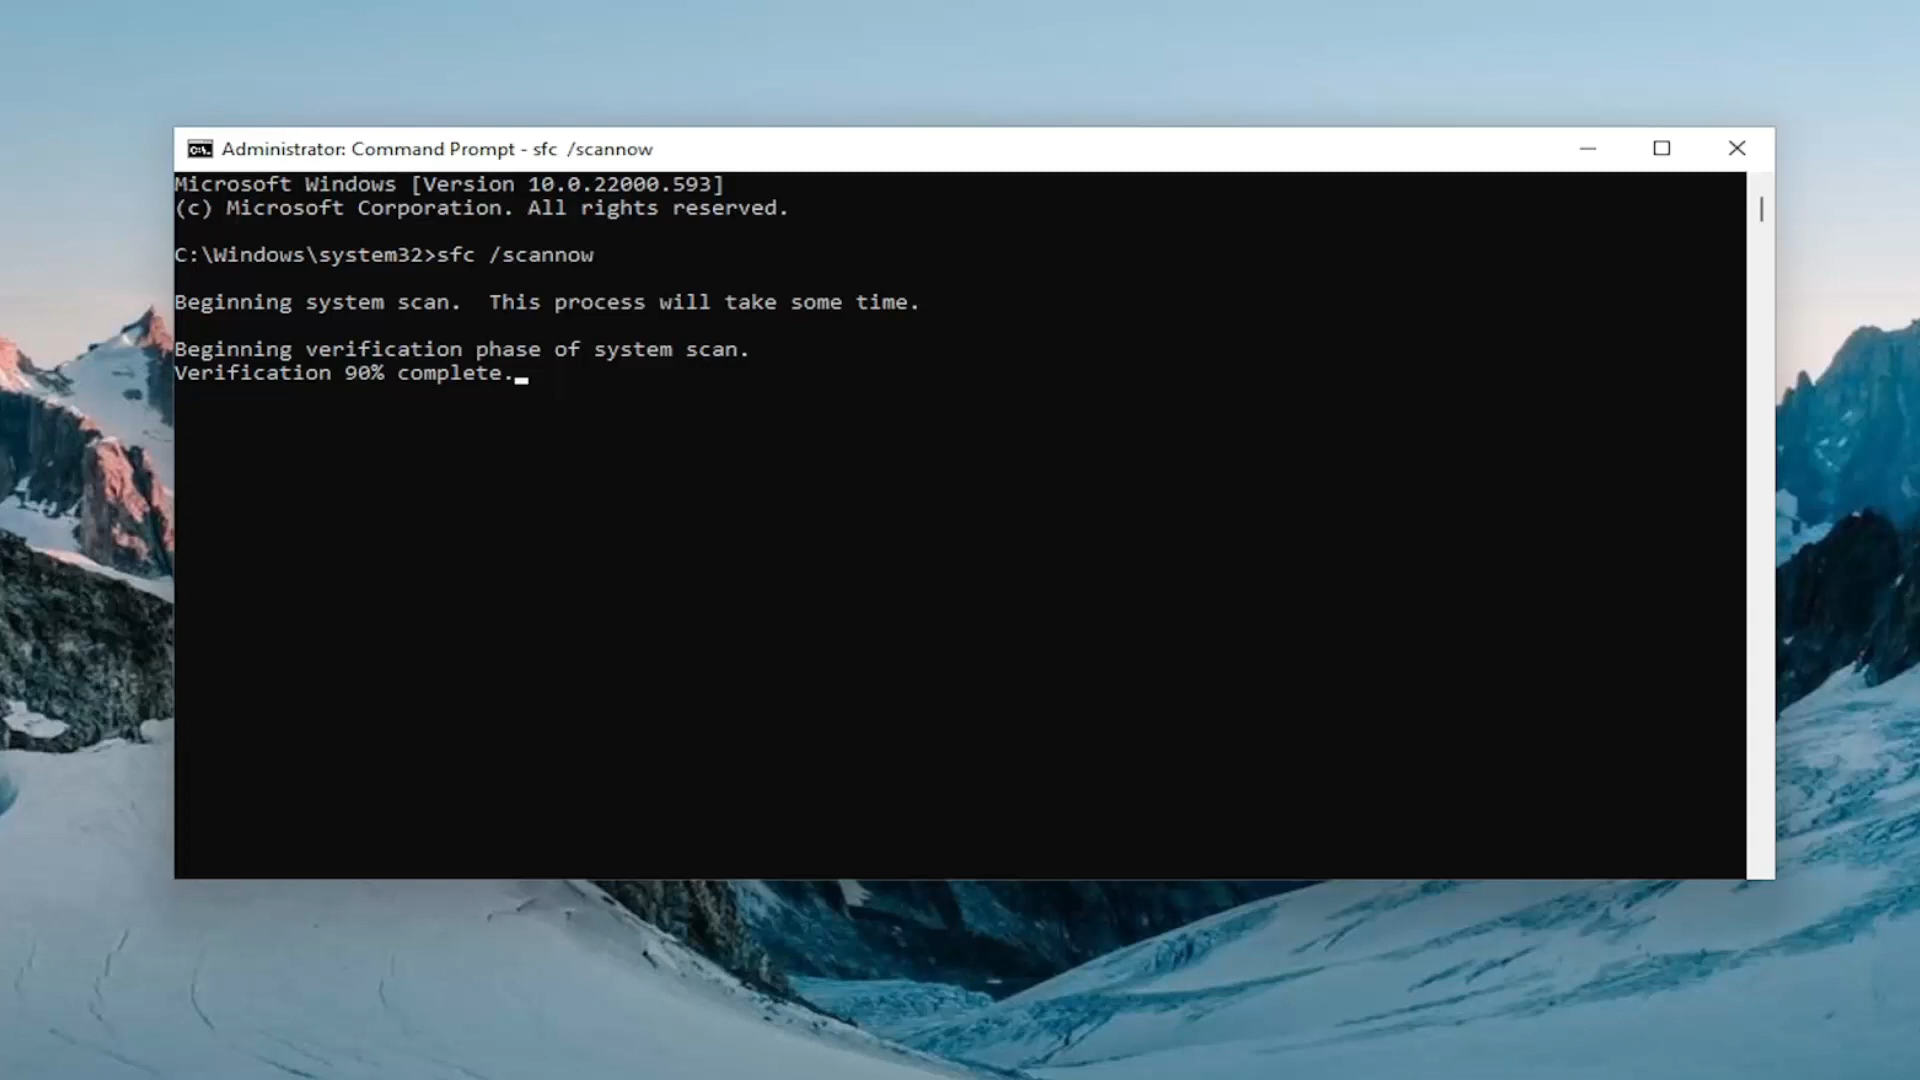 Administrator: Command Prompt - sfc  /scannow
Microsoft Windows [Version 10.0.22000.593]
(c) Microsoft Corporation. All rights reserved.
C:\Windows\system32>sfc /scannow
Beginning system scan.  This process will take some time.
Beginning verification phase of system scan.
Verification 90% complete.